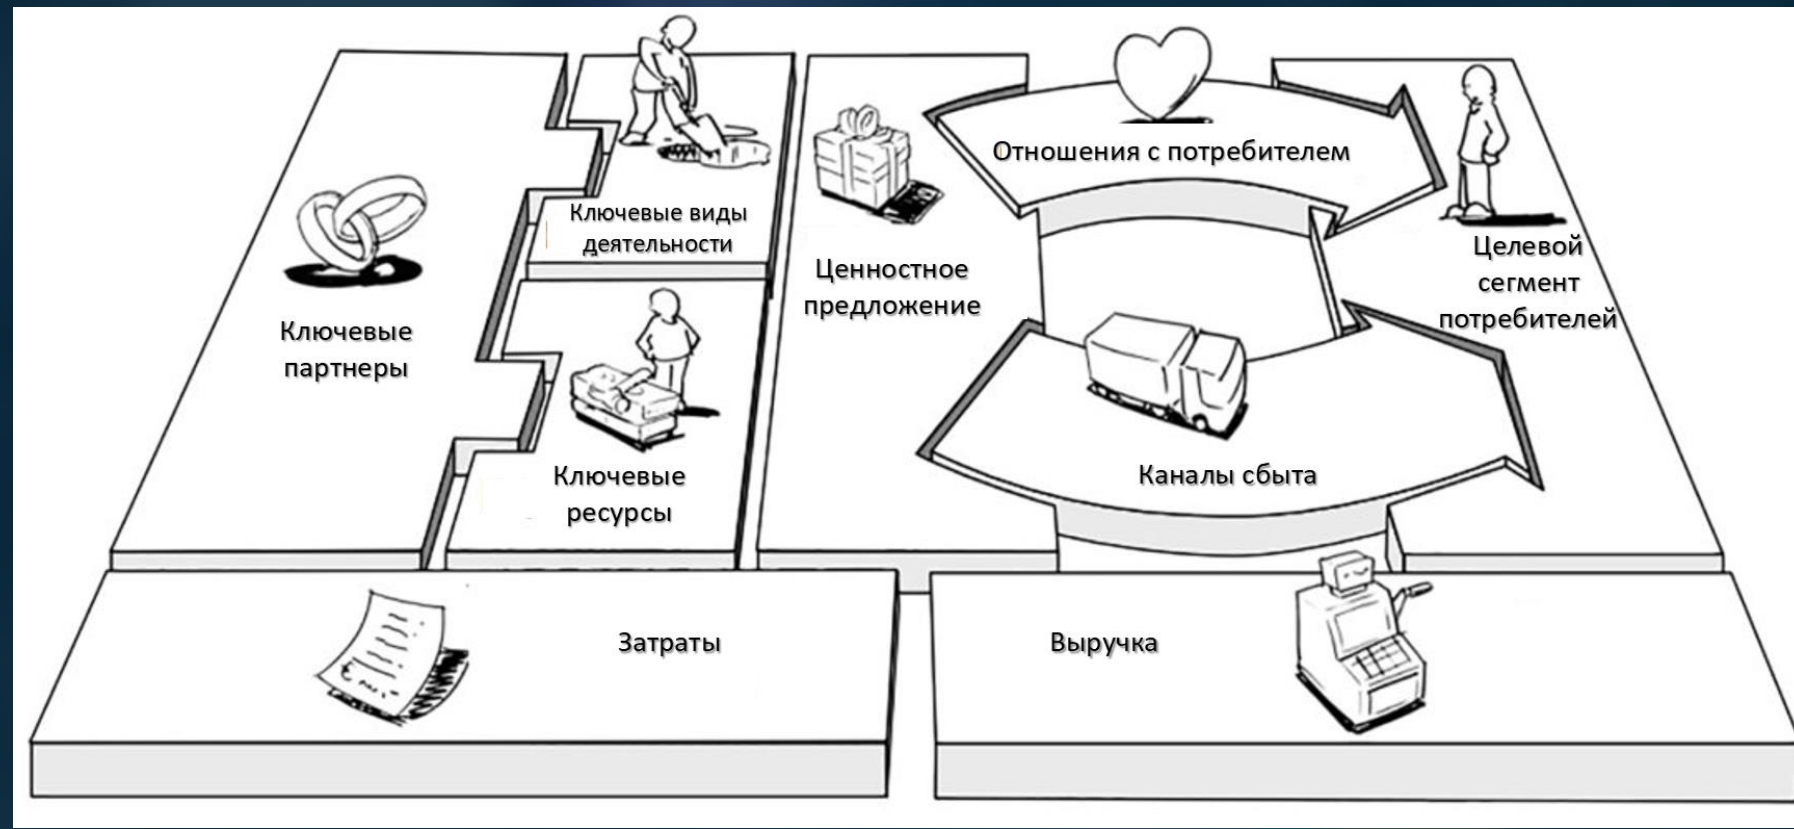 Отношения с потребителем
Ключевые виды
деятельности
Целевой
сегмент
потребителей
Ценностное
предложение
Ключевые
партнеры
Ключевые
ресурсы
Каналы сбыта
Затраты
Выручка